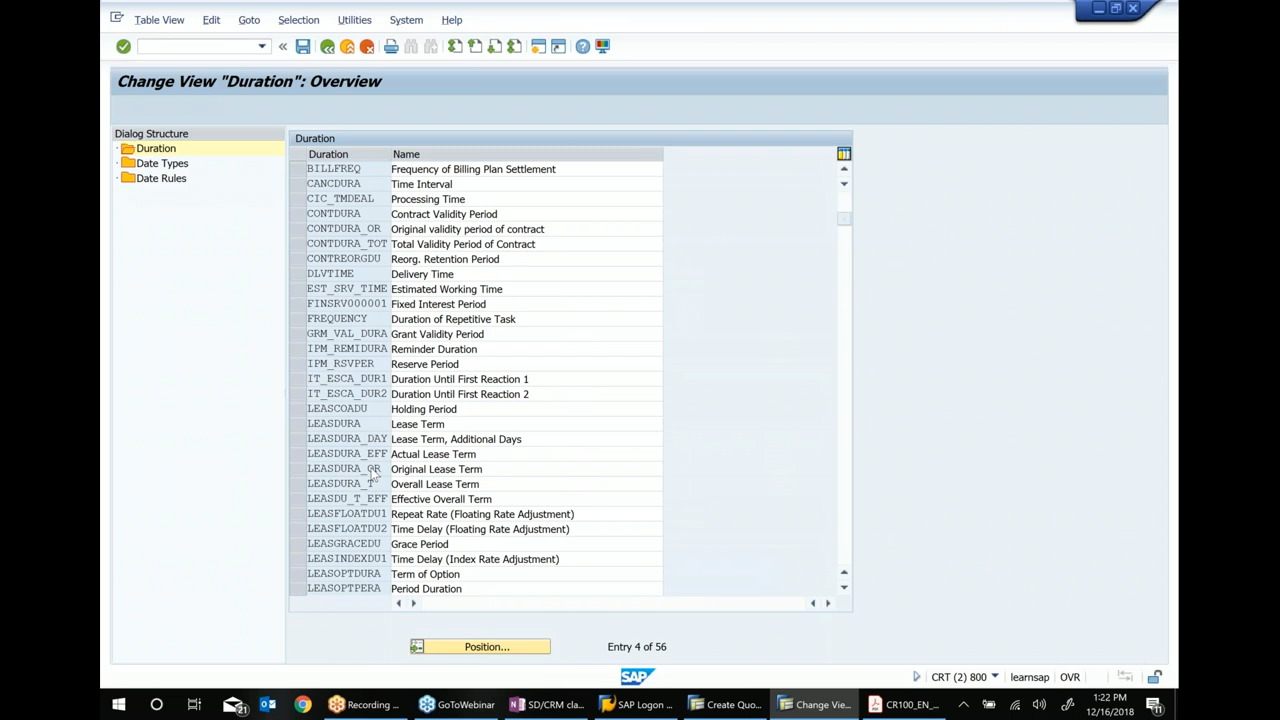 Table View Edit Goto Selection Utilities System Help
Change View "Duration": Overview
Dialog Structure
Duration
Date Types
Date Rules
Duration
Duration Name
BILLFREQ Frequency of Billing Plan Settlement
CANCDURA Time Interval
CIC_TMDEAL Processing Time
CONTDURA Contract Validity Period
CONTDURA_OR Original validity period of contract
CONTDURA_TOT Total Validity Period of Contract
CONTREORGDU Reorg. Retention Period
DLVTIME Delivery Time
EST_SRV_TIME Estimated Working Time
FINSRV000001 Fixed Interest Period
FREQUENCY Duration of Repetitive Task
GRM_VAL_DURA Grant Validity Period
IPM_REMIDURA Reminder Duration
IPM_RSVPER Reserve Period
IT_ESCA_DUR1 Duration Until First Reaction 1
IT_ESCA_DUR2 Duration Until First Reaction 2
LEASCOADU Holding Period
LEASDURA Lease Term
LEASDURA_DAY Lease Term, Additional Days
LEASDURA_EFF Actual Lease Term
LEASDURA_OR Original Lease Term
LEASDURA_T Overall Lease Term
LEASDU_T_EFF Effective Overall Term
LEASFLOATDU1 Repeat Rate (Floating Rate Adjustment)
LEASFLOATDU2 Time Delay (Floating Rate Adjustment)
LEASGRACEDU Grace Period
LEASINDEXDU1 Time Delay (Index Rate Adjustment)
LEASOPTDURA Term of Option
LEASOPTPERA Period Duration
Position... Entry 4 of 56
SAP CRT (2) 800 learnsap OVR
21 Recording ... GoToWebinar SD/CRM cla... SAP Logon ... Create Quo... Change Vie... CR100_EN_... 1:22 PM
12/16/2018 11